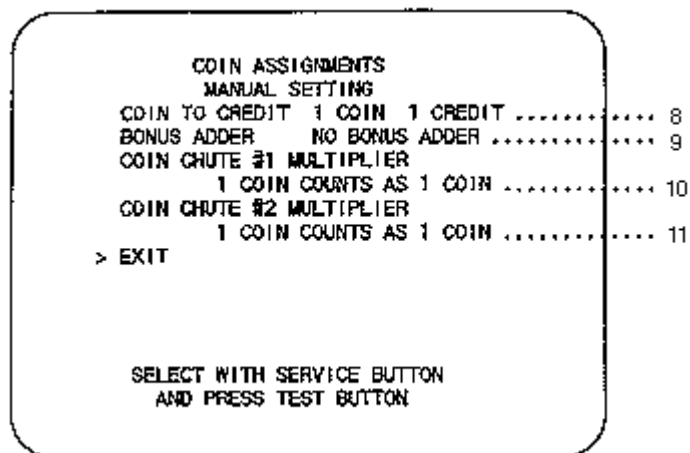 COIN ASSIGNMENTS
MANUAL SETTING
COIN TO CREDIT 1 COIN 1 CREDIT ............ 8
BONUS ADDER NO BONUS ADDER .............. 9
COIN CHUTE #1 MULTIPLIER
1 COIN COUNTS AS 1 COIN ............. 10
COIN CHUTE #2 MULTIPLIER
1 COIN COUNTS AS 1 COIN ............. 11
> EXIT
SELECT WITH SERVICE BUTTON
AND PRESS TEST BUTTON